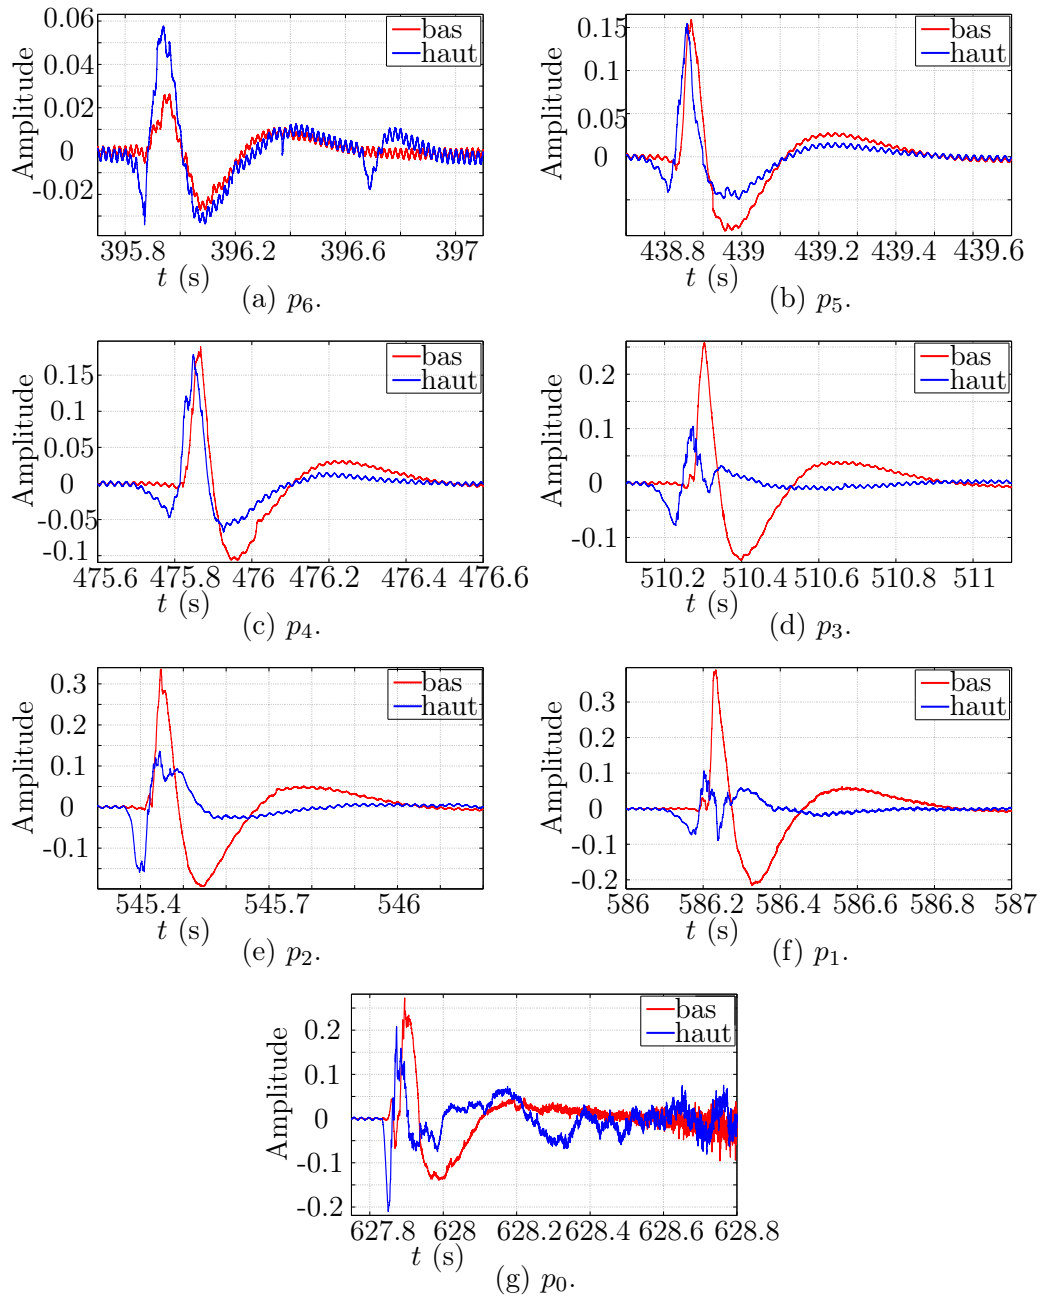 0.06
0.04
0.02
0
-0.02
Amplitude
bas
haut
395.8 396.2 396.6 397
t (s)
(a) p6.
0.15
0.1
0.05
0
Amplitude
bas
haut
438.8 439 439.2 439.4 439.6
t (s)
(b) p5.
0.15
0.1
0.05
0
-0.05
-0.1
Amplitude
bas
haut
475.6 475.8 476 476.2 476.4 476.6
t (s)
(c) p4.
0.2
0.1
0
-0.1
Amplitude
bas
haut
510.2 510.4 510.6 510.8 511
t (s)
(d) p3.
0.3
0.2
0.1
0
-0.1
Amplitude
bas
haut
545.4 545.7 546
t (s)
(e) p2.
0.3
0.2
0.1
0
-0.1
-0.2
Amplitude
bas
haut
586 586.2 586.4 586.6 586.8 587
t (s)
(f) p1.
0.2
0.1
0
-0.1
-0.2
Amplitude
bas
haut
627.8 628 628.2 628.4 628.6 628.8
t (s)
(g) p0.